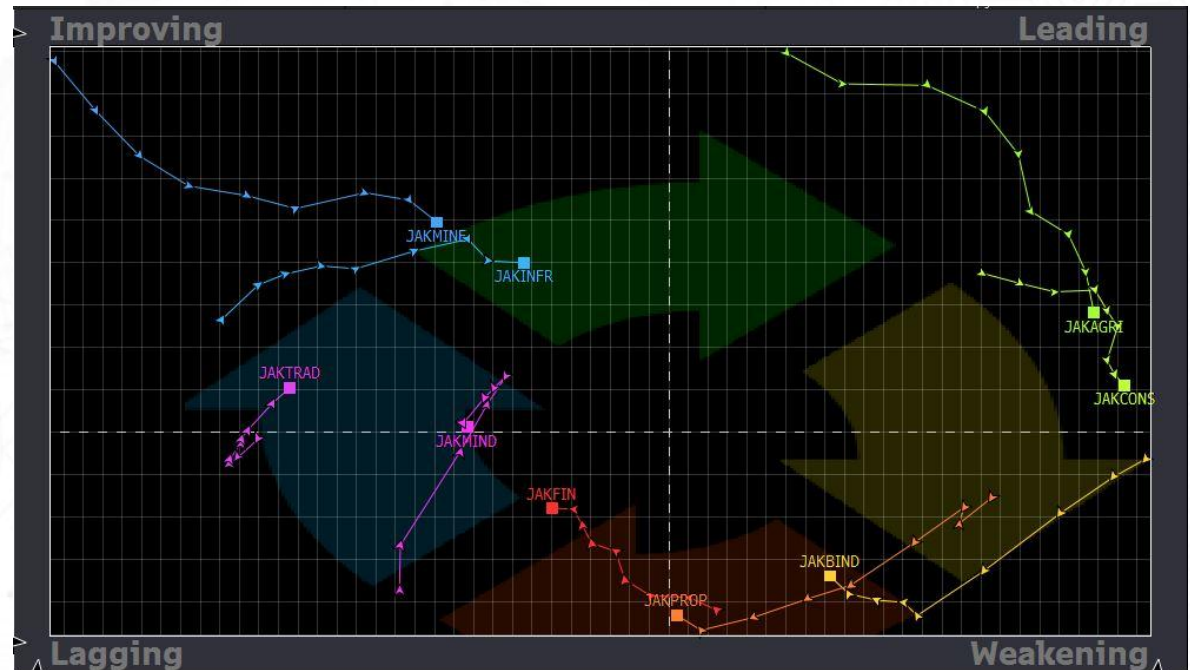 Improving
Leading
JAKMINE
JAKINFR
JAKAGRI
JAKTRAD
JAKCONS
JAKMIND
JAKFIN
JAKBIND
JAKPROP
Lagging
Weakening